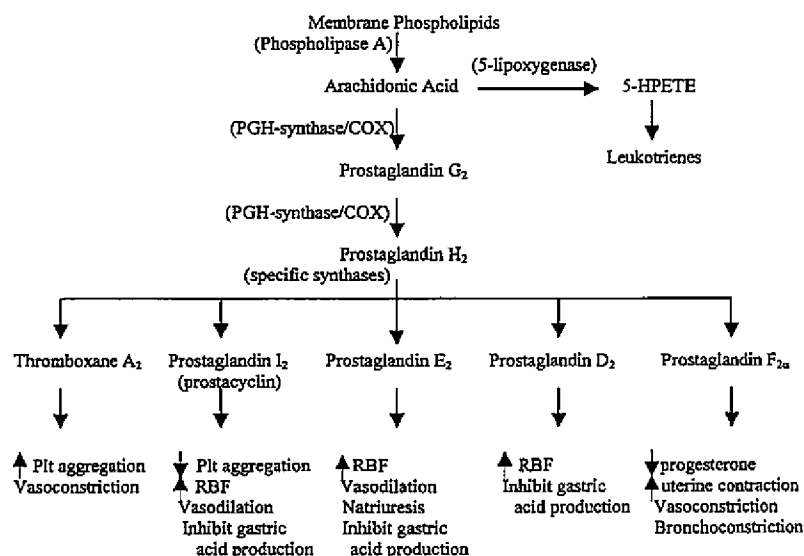 Membrane Phospholipids
(Phospholipase A)
(5-lipoxygenase)
Arachidonic Acid
5-HPETE
(PGH-synthase/COX)
Leukotrienes
Prostaglandin G₂
(PGH-synthase/COX)
Prostaglandin H₂
(specific synthases)
Thromboxane A₂
Prostaglandin I₂
(prostacyclin)
Prostaglandin E₂
Prostaglandin D₂
Prostaglandin F₂α
Plt aggregation
Vasoconstriction
Plt aggregation
RBF
Vasodilation
Inhibit gastric
acid production
RBF
Vasodilation
Natriuresis
Inhibit gastric
acid production
RBF
Inhibit gastric
acid production
progesterone
uterine contraction
Vasoconstriction
Bronchoconstriction